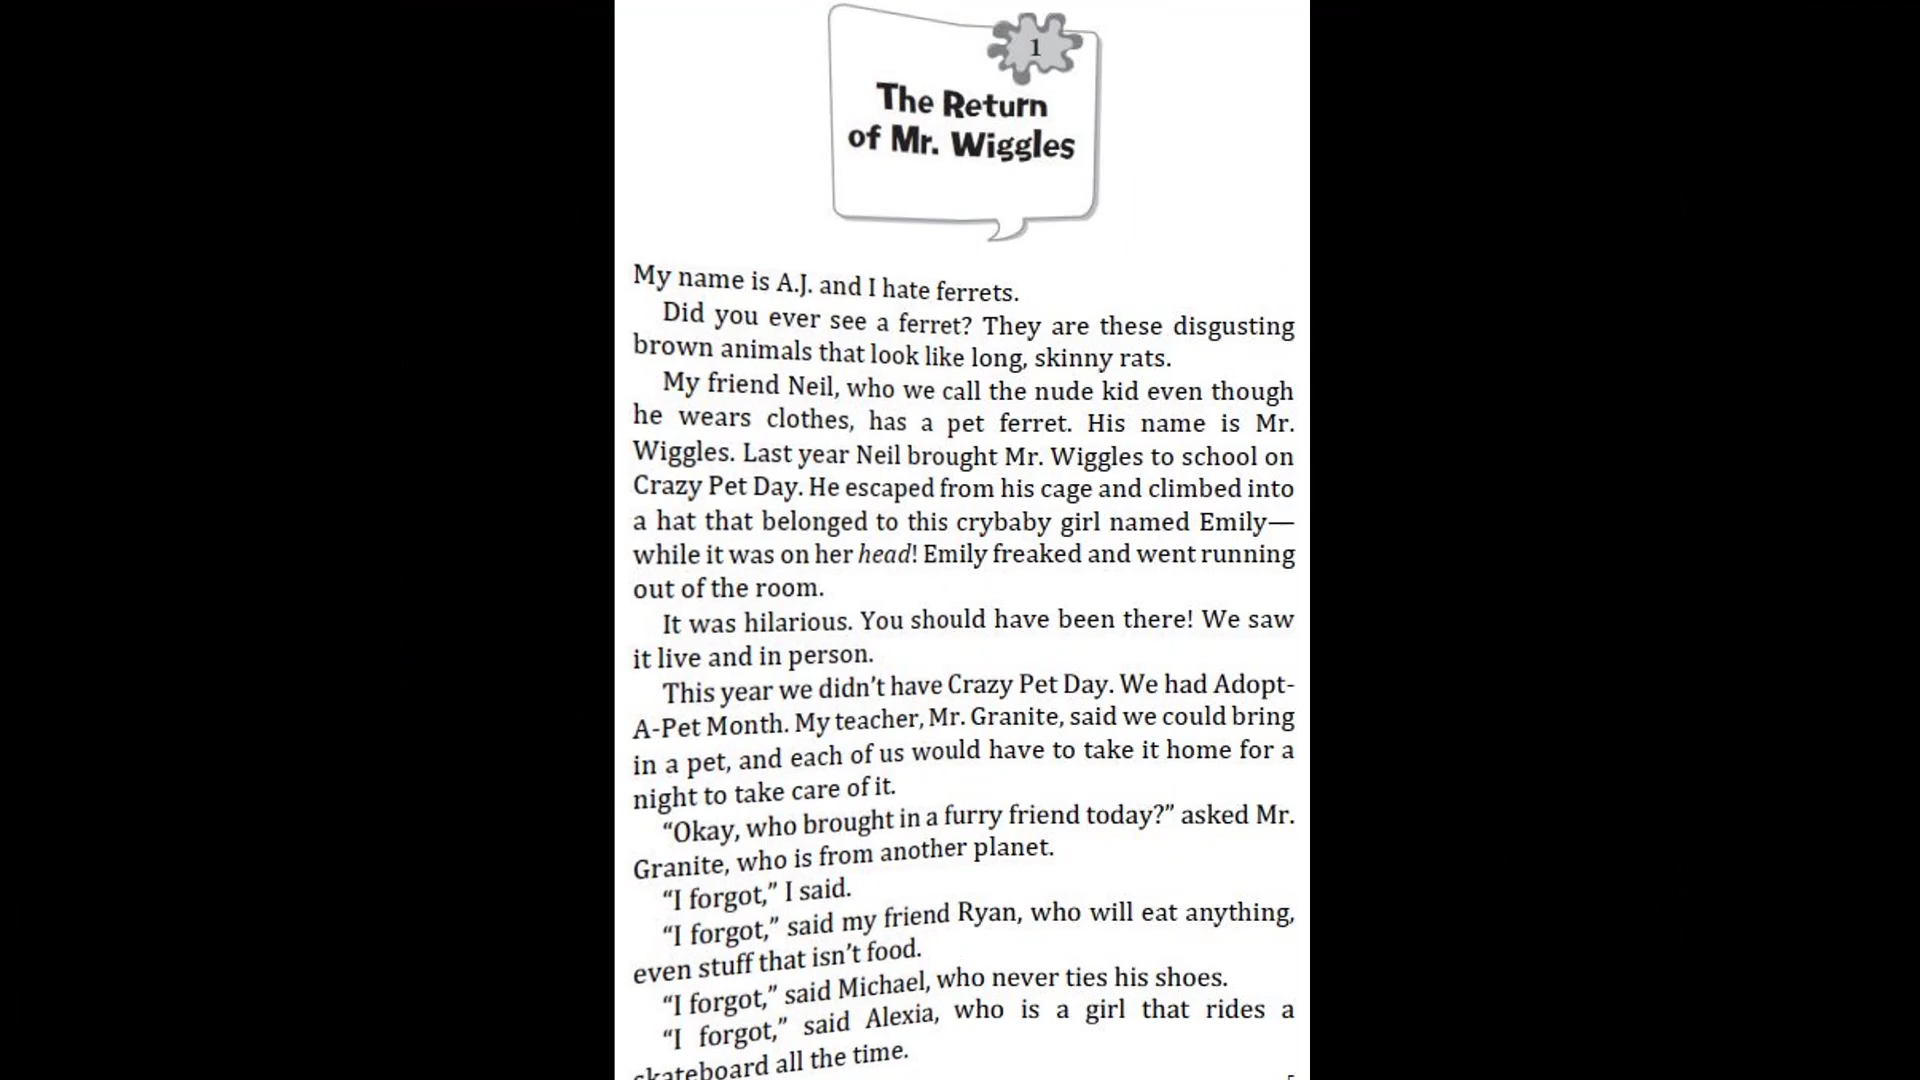 1
The Return
of Mr. Wiggles
My name is A.J. and I hate ferrets.
Did you ever see a ferret? They are these disgusting
brown animals that look like long, skinny rats.
My friend Neil, who we call the nude kid even though
he wears clothes, has a pet ferret. His name is Mr.
Wiggles. Last year Neil brought Mr. Wiggles to school on
Crazy Pet Day. He escaped from his cage and climbed into
a hat that belonged to this crybaby girl named Emily—
while it was on her head! Emily freaked and went running
out of the room.
It was hilarious. You should have been there! We saw
it live and in person.
This year we didn’t have Crazy Pet Day. We had Adopt-
A-Pet Month. My teacher, Mr. Granite, said we could bring
in a pet, and each of us would have to take it home for a
night to take care of it.
“Okay, who brought in a furry friend today?” asked Mr.
Granite, who is from another planet.
“I forgot,” I said.
“I forgot,” said my friend Ryan, who will eat anything,
even stuff that isn’t food.
“I forgot,” said Michael, who never ties his shoes.
“I forgot,” said Alexia, who is a girl that rides a
skateboard all the time.